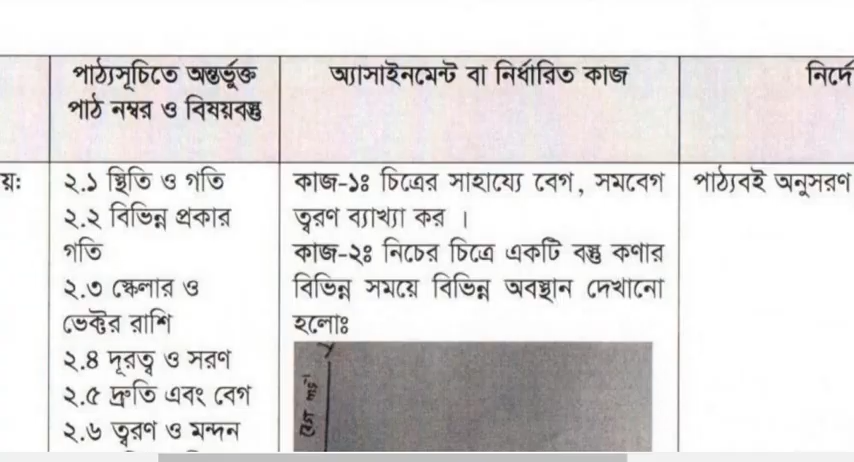 পাঠ্যসূচিতে অন্তর্ভুক্ত
পাঠ নম্বর ও বিষয়বস্তু
অ্যাসাইনমেন্ট বা নির্ধারিত কাজ
নির্দে
য়:
২.১ স্থিতি ও গতি
২.২ বিভিন্ন প্রকার
গতি
২.৩ স্কেলার ও
ভেক্টর রাশি
২.৪ দূরত্ব ও সরণ
২.৫ দ্রুতি এবং বেগ
২.৬ ত্বরণ ও মন্দন
কাজ-১ঃ চিত্রের সাহায্যে বেগ, সমবেগ
ত্বরণ ব্যাখ্যা কর ।
কাজ-২ঃ নিচের চিত্রে একটি বস্তু কণার
বিভিন্ন সময়ে বিভিন্ন অবস্থান দেখানো
হলোঃ
Y
বেগ ms⁻¹
পাঠ্যবই অনুসরণ